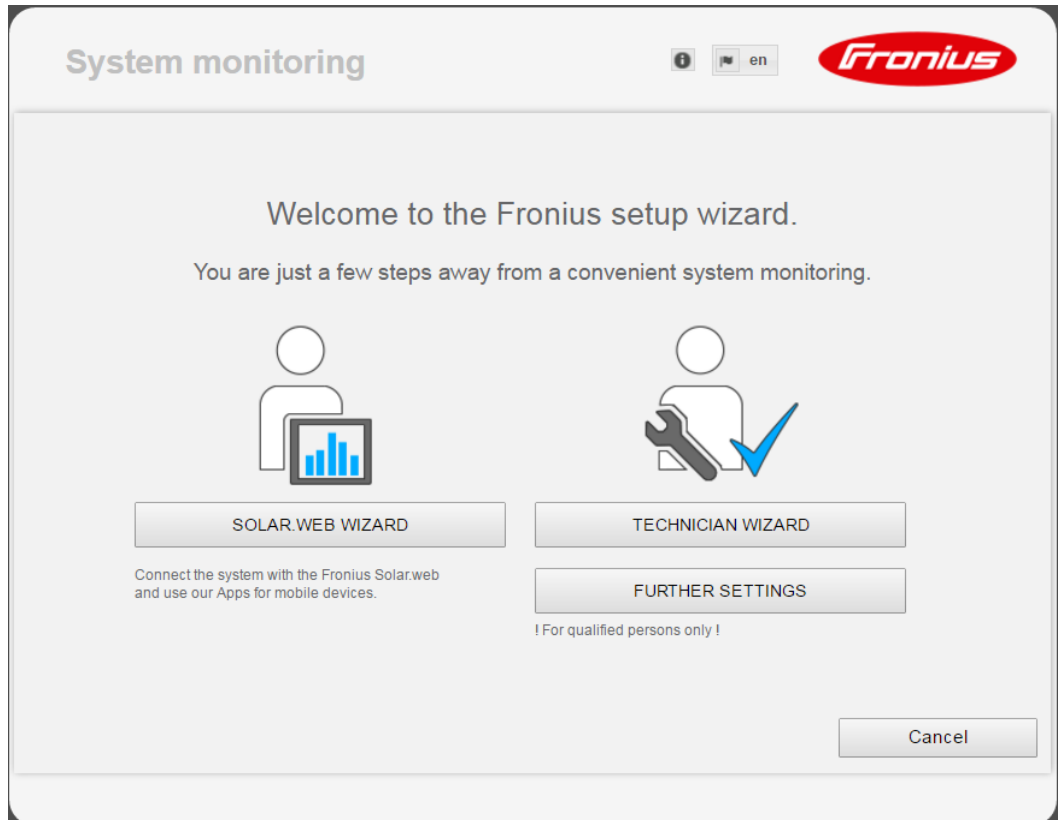 System monitoring
en
Fronius
Welcome to the Fronius setup wizard.
You are just a few steps away from a convenient system monitoring.
SOLAR.WEB WIZARD
Connect the system with the Fronius Solar.web
and use our Apps for mobile devices.
TECHNICIAN WIZARD
FURTHER SETTINGS
! For qualified persons only !
Cancel